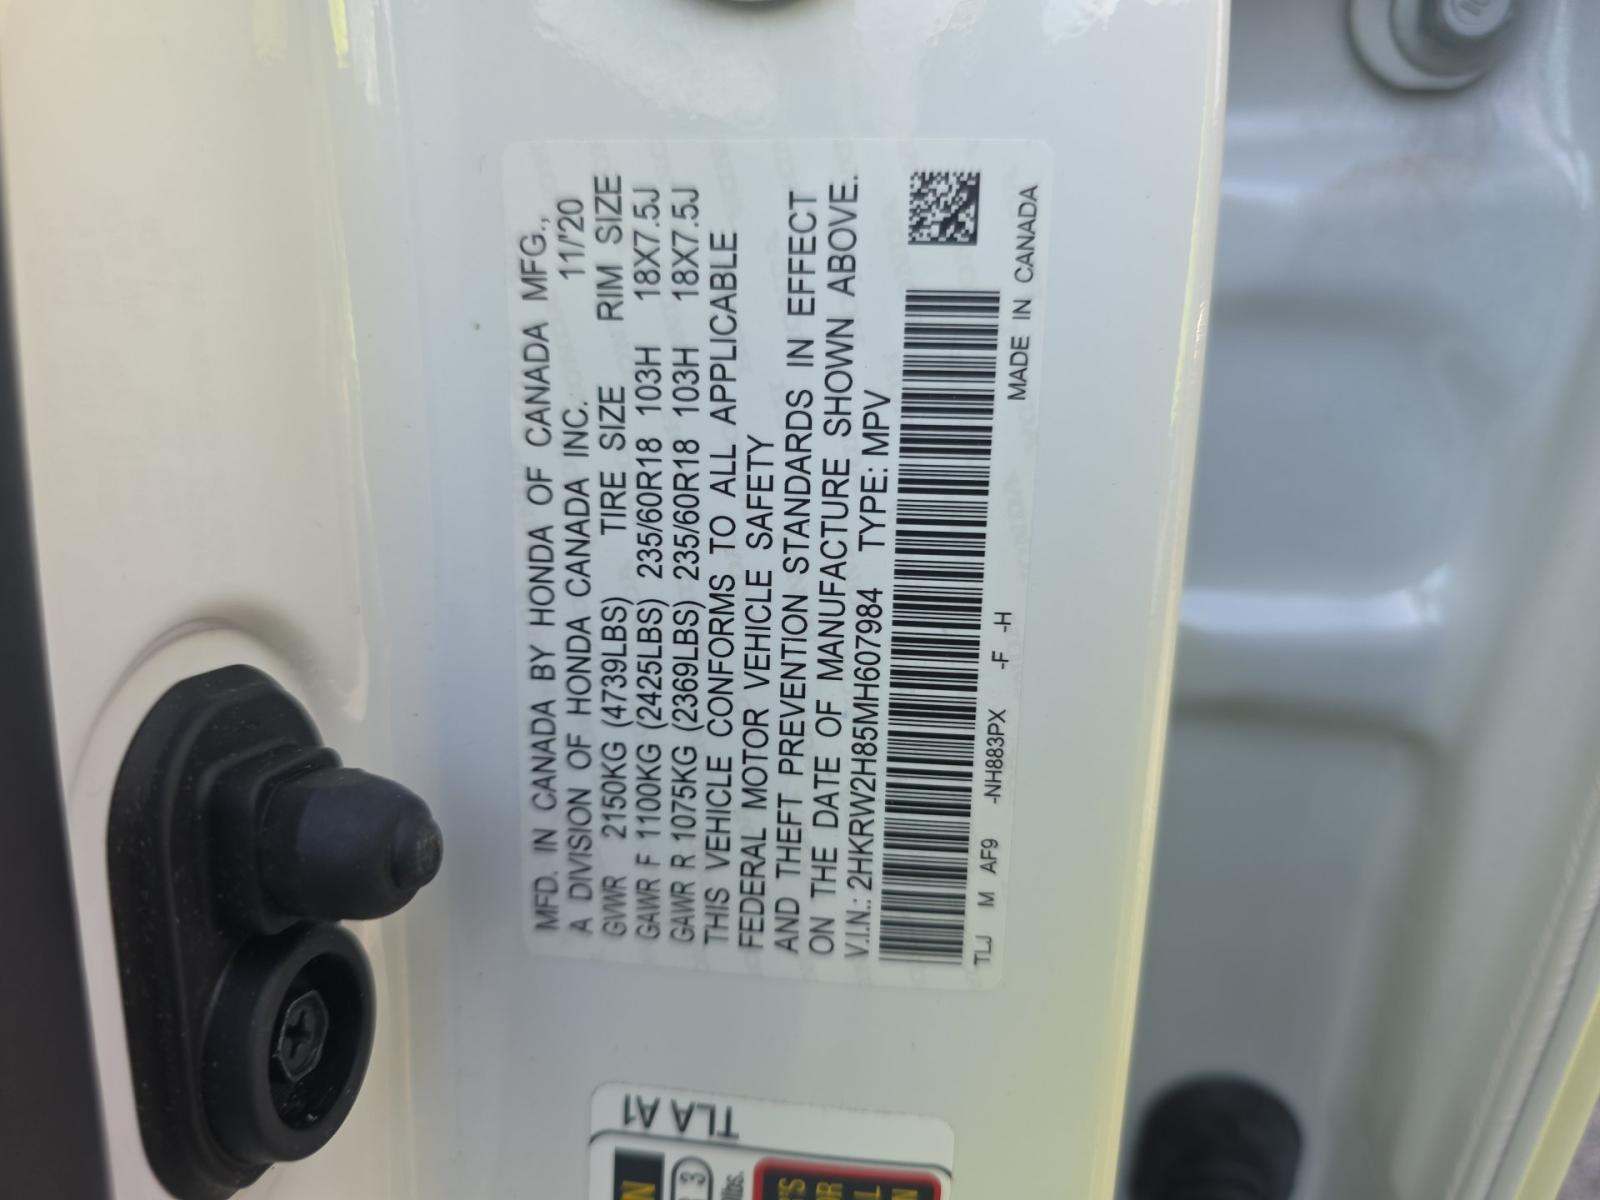 MFD. IN CANADA BY HONDA OF CANADA MFG.,
A DIVISION OF HONDA CANADA INC. 11/'20
GVWR 2150KG (4739LBS) TIRE SIZE RIM SIZE
GAWR F 1100KG (2425LBS) 235/60R18 103H 18X7.5J
GAWR R 1075KG (2369LBS) 235/60R18 103H 18X7.5J
THIS VEHICLE CONFORMS TO ALL APPLICABLE
FEDERAL MOTOR VEHICLE SAFETY
AND THEFT PREVENTION STANDARDS IN EFFECT
ON THE DATE OF MANUFACTURE SHOWN ABOVE.
V.I.N.: 2HKRW2H85MH607984 TYPE: MPV
TLJ M AF9 -NH883PX -F -H MADE IN CANADA
TLA A1
3
lbs.